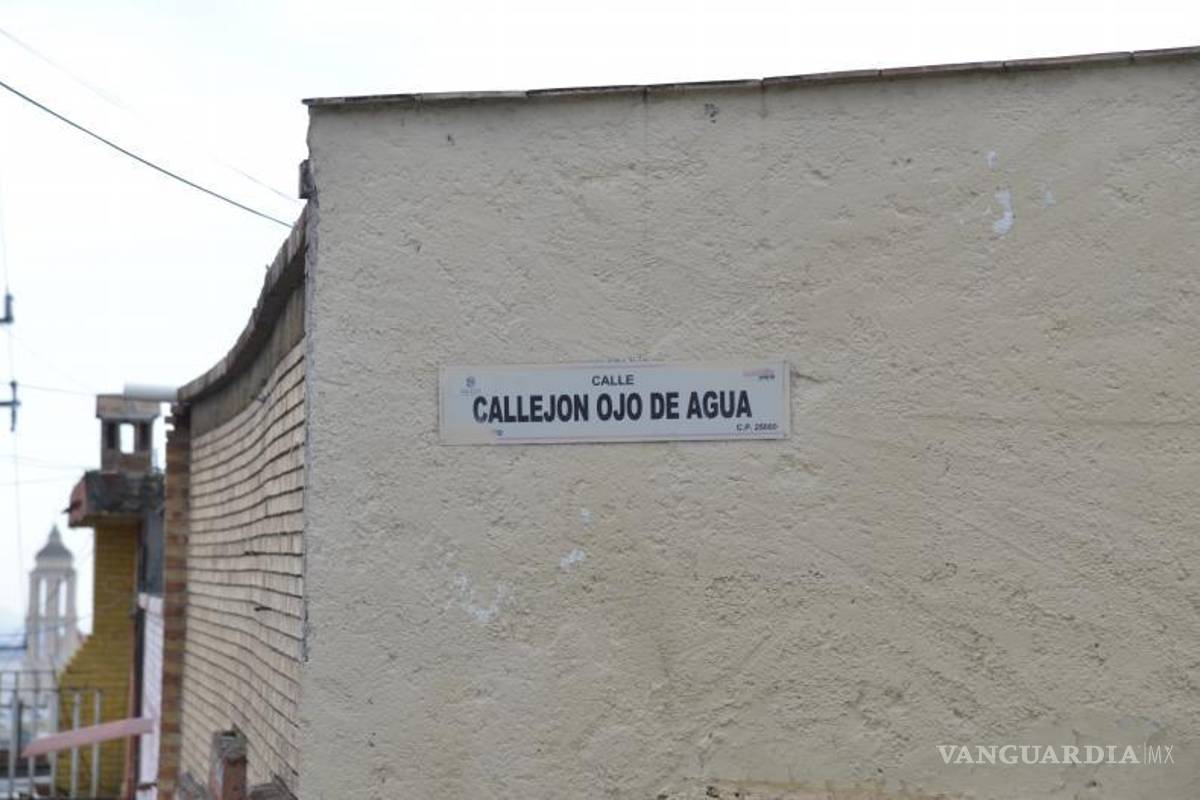 CALLE
CALLEJON OJO DE AGUA
C.P. 25000
VANGUARDIA|MX